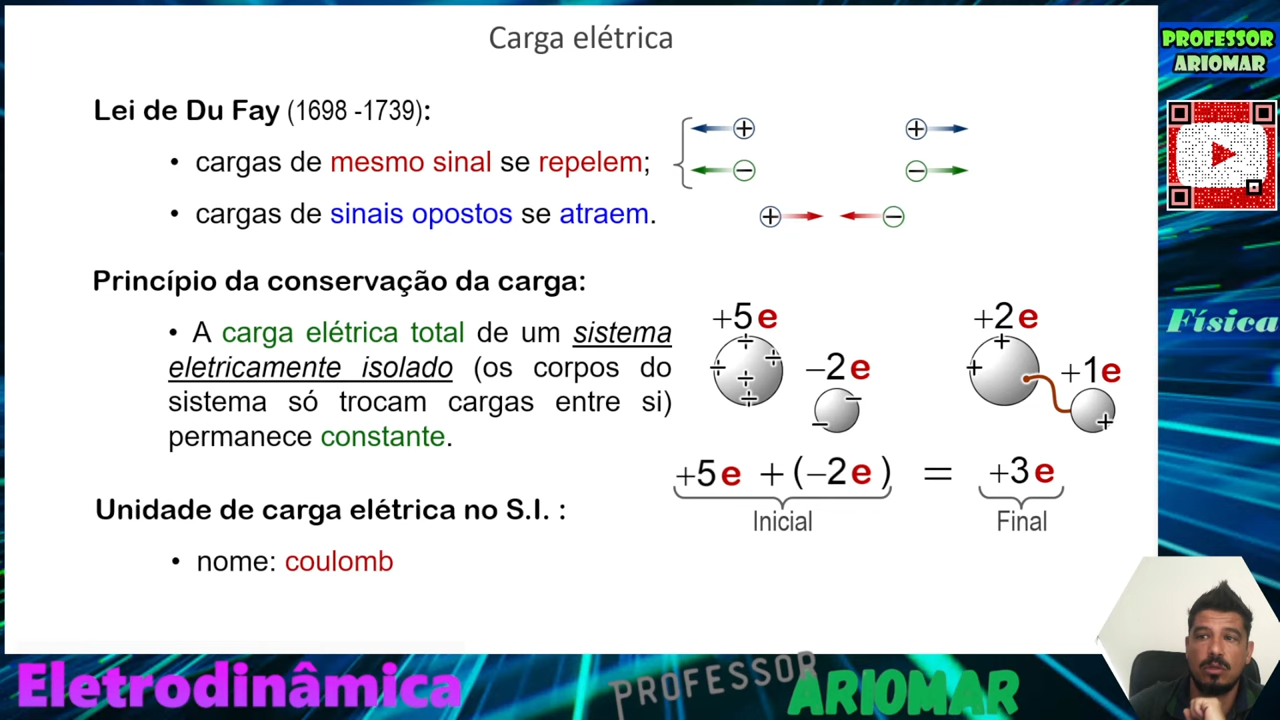 Carga elétrica
PROFESSOR
ARIOMAR
Lei de Du Fay (1698 -1739):
• cargas de mesmo sinal se repelem;
• cargas de sinais opostos se atraem.
+ +
− −
+ −
Física
Princípio da conservação da carga:
• A carga elétrica total de um sistema
eletricamente isolado (os corpos do
sistema só trocam cargas entre si)
permanece constante.
+5e
−2e
+2e
+1e
+5e +(−2e) = +3e
Inicial Final
Unidade de carga elétrica no S.I. :
• nome: coulomb
Eletrodinâmica
PROFESSOR
ARIOMAR